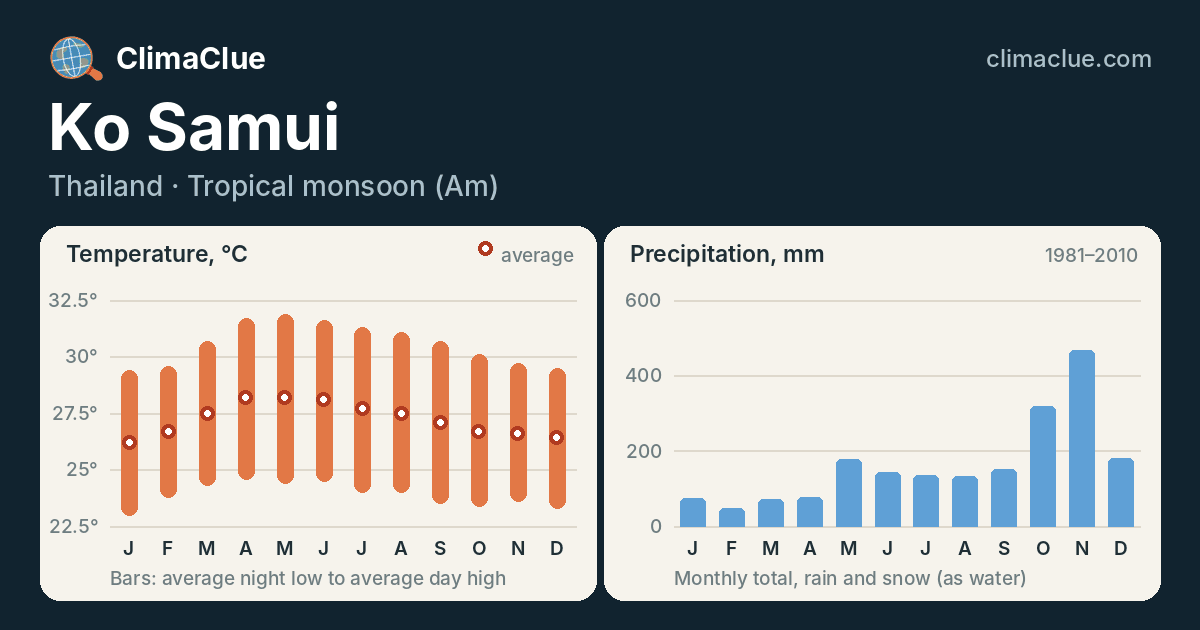 ClimaClue
climaclue.com
Ko Samui
Thailand · Tropical monsoon (Am)
Temperature, °C
average
32.5°
30°
27.5°
25°
22.5°
J F M A M J J A S O N D
Bars: average night low to average day high
Precipitation, mm
1981–2010
600
400
200
0
J F M A M J J A S O N D
Monthly total, rain and snow (as water)